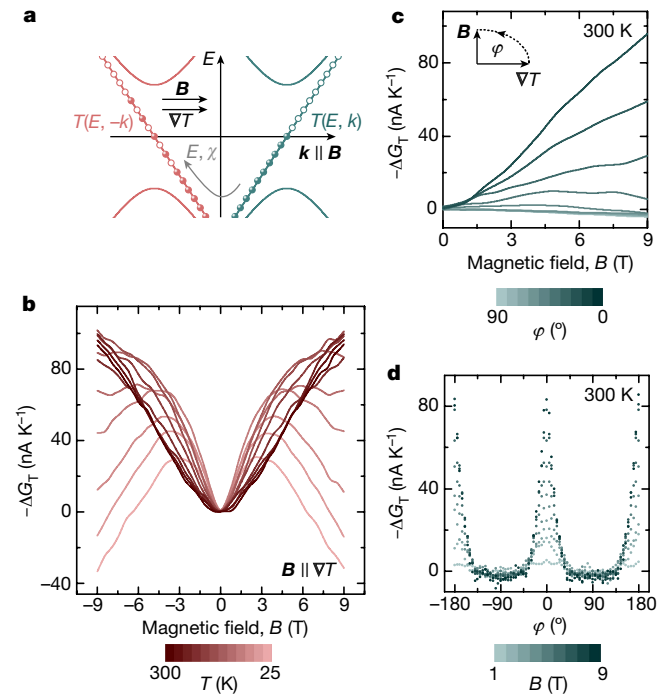 a
E
B
∇T
T(E, −k)
T(E, k)
E, χ
k || B
b
−ΔG_T (nA K⁻¹)
80
40
0
−40
B || ∇T
−9 −6 −3 0 3 6 9
Magnetic field, B (T)
300 25
T (K)
c
300 K
B
φ
∇T
−ΔG_T (nA K⁻¹)
80
40
0
0 3 6 9
Magnetic field, B (T)
90 0
φ (º)
d
300 K
−ΔG_T (nA K⁻¹)
80
40
0
−180 −90 0 90 180
φ (º)
1 9
B (T)